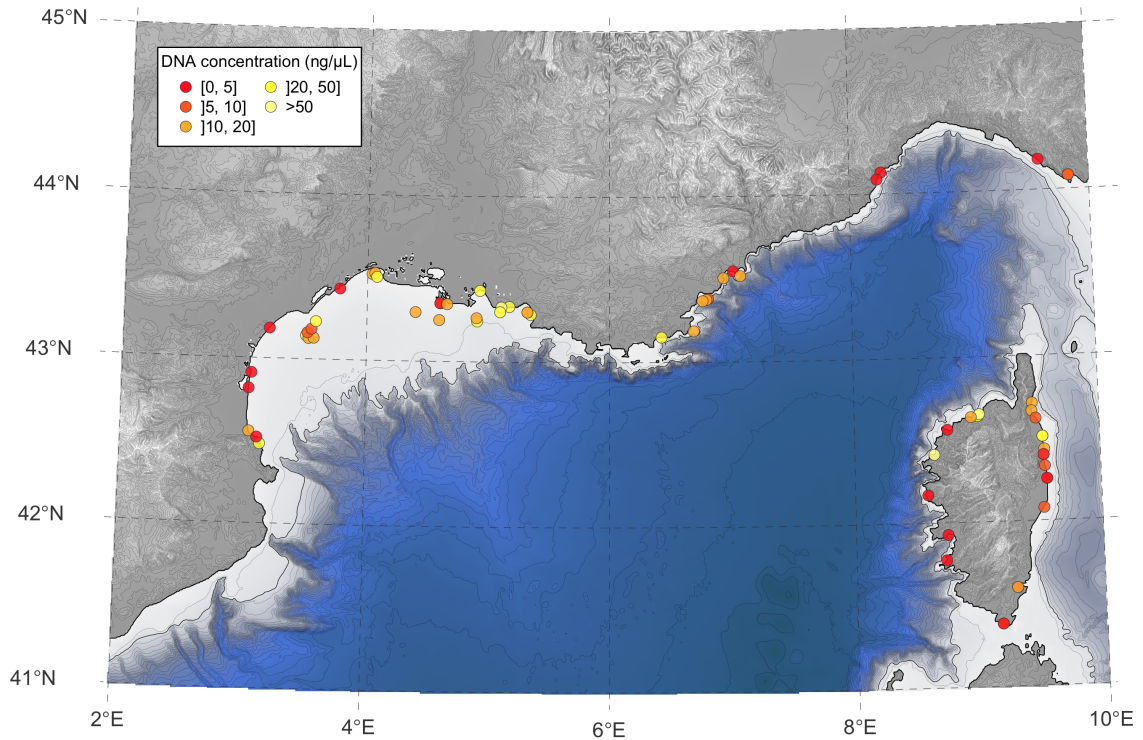 45°N
DNA concentration (ng/µL)
[0, 5] ]20, 50]
]5, 10] >50
]10, 20]
44°N
43°N
42°N
41°N
2°E 4°E 6°E 8°E 10°E